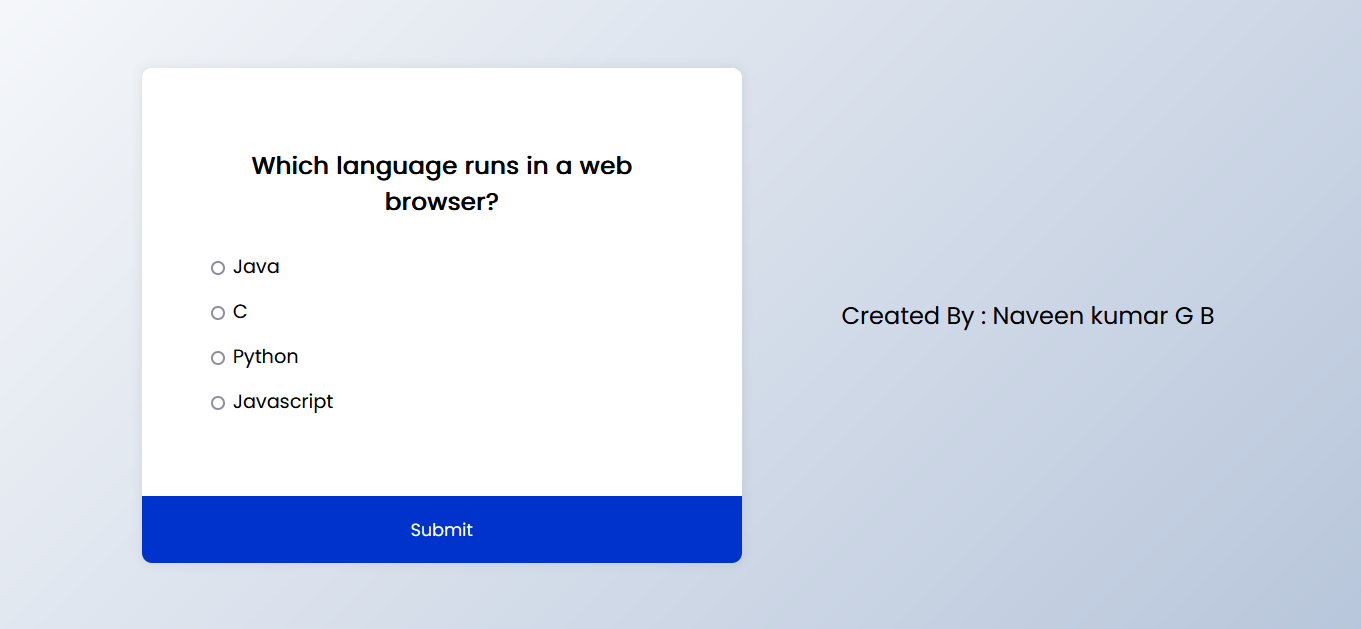 Which language runs in a web
browser?
Java
C
Python
Javascript
Submit
Created By : Naveen kumar G B